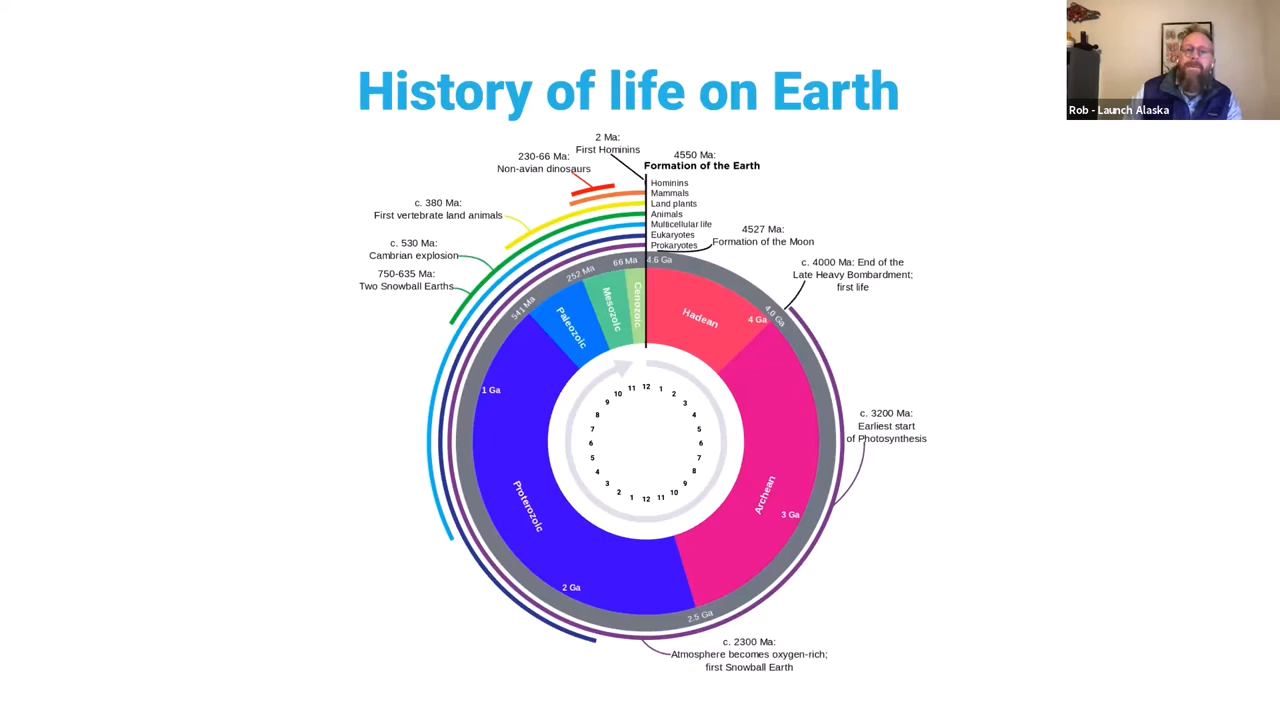 History of life on Earth
Rob - Launch Alaska
2 Ma:
First Hominins
230-66 Ma:
Non-avian dinosaurs
c. 380 Ma:
First vertebrate land animals
c. 530 Ma:
Cambrian explosion
750-635 Ma:
Two Snowball Earths
4550 Ma:
Formation of the Earth
Hominins
Mammals
Land plants
Animals
Multicellular life
Eukaryotes
Prokaryotes
4527 Ma:
Formation of the Moon
c. 4000 Ma: End of the
Late Heavy Bombardment;
first life
c. 3200 Ma:
Earliest start
of Photosynthesis
c. 2300 Ma:
Atmosphere becomes oxygen-rich;
first Snowball Earth
4.6 Ga
4.0 Ga
2.5 Ga
541 Ma
252 Ma
66 Ma
Hadean
4 Ga
Archean
3 Ga
Proterozoic
2 Ga
1 Ga
Paleozoic
Mesozoic
Cenozoic
12
1
2
3
4
5
6
7
8
9
10
11
12
1
2
3
4
5
6
7
8
9
10
11